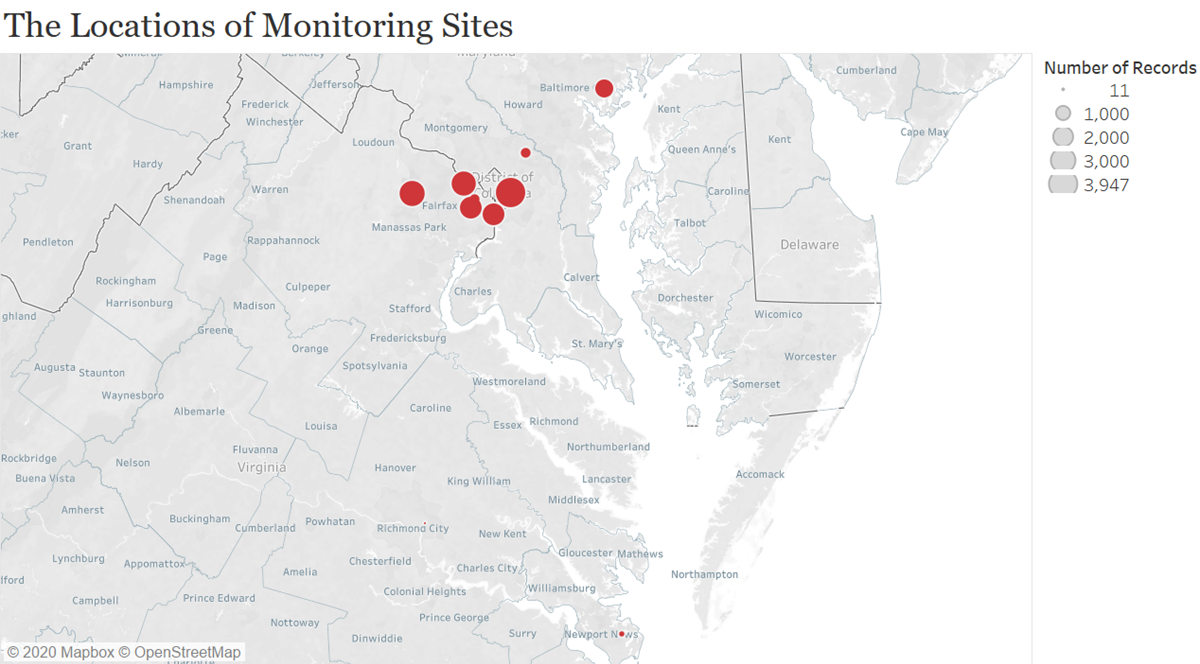 The Locations of Monitoring Sites
Number of Records
11
1,000
2,000
3,000
3,947
Maryland
Cumberland
Hampshire
Jefferson
Baltimore
Frederick
Howard
Kent
Winchester
Montgomery
Cape May
Grant
Loudoun
Kent
Queen Anne's
Hardy
District of
Warren
Caroline
Shenandoah
Fairfax
Manassas Park
Talbot
Pendleton
Rappahannock
Delaware
Page
Rockingham
Culpeper
Charles
Calvert
Harrisonburg
Madison
Stafford
Dorchester
ghland
Wicomico
Greene
Fredericksburg
Orange
St. Mary's
Augusta
Staunton
Spotsylvania
Worcester
Waynesboro
Westmoreland
Somerset
Albemarle
Caroline
Louisa
Essex
Richmond
Fluvanna
Northumberland
Rockbridge
Nelson
Virginia
Hanover
Buena Vista
King William
Lancaster
Accomack
Middlesex
Amherst
Buckingham
Cumberland
Powhatan
Richmond City
New Kent
Lynchburg
Appomattox
Chesterfield
Gloucester
Mathews
Charles City
Northampton
lford
Amelia
Williamsburg
Campbell
Prince Edward
Colonial Heights
Nottoway
Prince George
Dinwiddie
Surry
Newport News
© 2020 Mapbox © OpenStreetMap